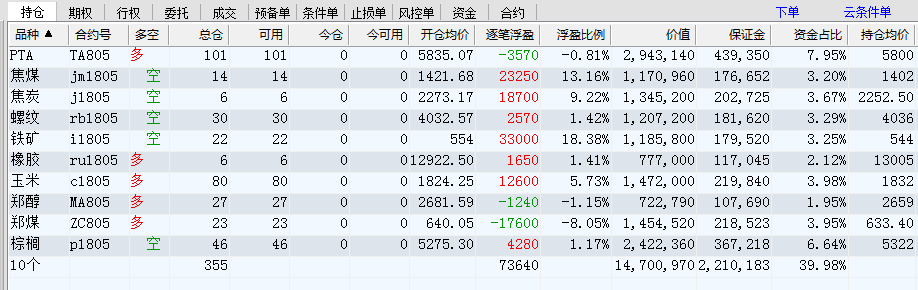 持仓 期权 行权 委托 成交 预备单 条件单 止损单 风控单 资金 合约 下单 云条件单
品种▲ 合约号 多空 总仓 可用 今仓 今可用 开仓均价 逐笔浮盈 浮盈比例 价值 保证金 资金占比 持仓均价
PTA TA805 多 101 101 0 0 5835.07 -3570 -0.81% 2,943,140 439,350 7.95% 5800
焦煤 jm1805 空 14 14 0 0 1421.68 23250 13.16% 1,170,960 176,652 3.20% 1402
焦炭 j1805 空 6 6 0 0 2273.17 18700 9.22% 1,345,200 202,725 3.67% 2252.50
螺纹 rb1805 空 30 30 0 0 4032.57 2570 1.42% 1,207,200 181,620 3.29% 4036
铁矿 i1805 空 22 22 0 0 554 33000 18.38% 1,185,800 179,520 3.25% 544
橡胶 ru1805 多 6 6 0 0 12922.50 1650 1.41% 777,000 117,045 2.12% 13005
玉米 c1805 多 80 80 0 0 1824.25 12600 5.73% 1,472,000 219,840 3.98% 1832
郑醇 MA805 多 27 27 0 0 2681.59 -1240 -1.15% 722,790 107,690 1.95% 2659
郑煤 ZC805 多 23 23 0 0 640.05 -17600 -8.05% 1,454,520 218,523 3.95% 633.40
棕榈 p1805 空 46 46 0 0 5275.30 4280 1.17% 2,422,360 367,218 6.64% 5322
10个 355 73640 14,700,970 2,210,183 39.98%